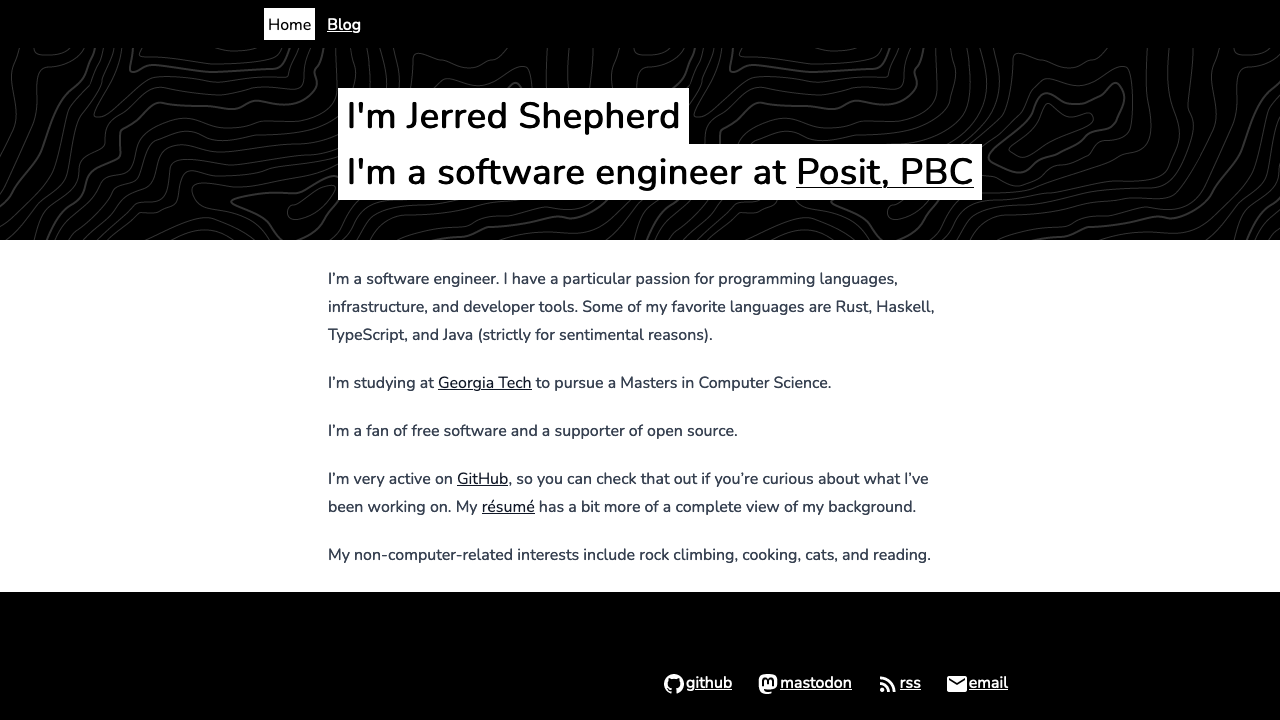 Home Blog
I'm Jerred Shepherd
I'm a software engineer at Posit, PBC
I'm a software engineer. I have a particular passion for programming languages,
infrastructure, and developer tools. Some of my favorite languages are Rust, Haskell,
TypeScript, and Java (strictly for sentimental reasons).
I'm studying at Georgia Tech to pursue a Masters in Computer Science.
I'm a fan of free software and a supporter of open source.
I'm very active on GitHub, so you can check that out if you're curious about what I've
been working on. My résumé has a bit more of a complete view of my background.
My non-computer-related interests include rock climbing, cooking, cats, and reading.
github mastodon rss email